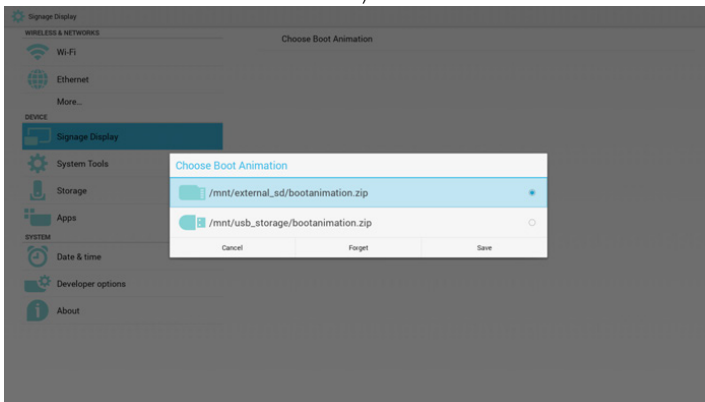 Signage Display
WIRELESS & NETWORKS
Wi-Fi
Ethernet
More...
DEVICE
Signage Display
System Tools
Storage
Apps
SYSTEM
Date & time
Developer options
About
Choose Boot Animation
Choose Boot Animation
/mnt/external_sd/bootanimation.zip
/mnt/usb_storage/bootanimation.zip
Cancel
Forget
Save